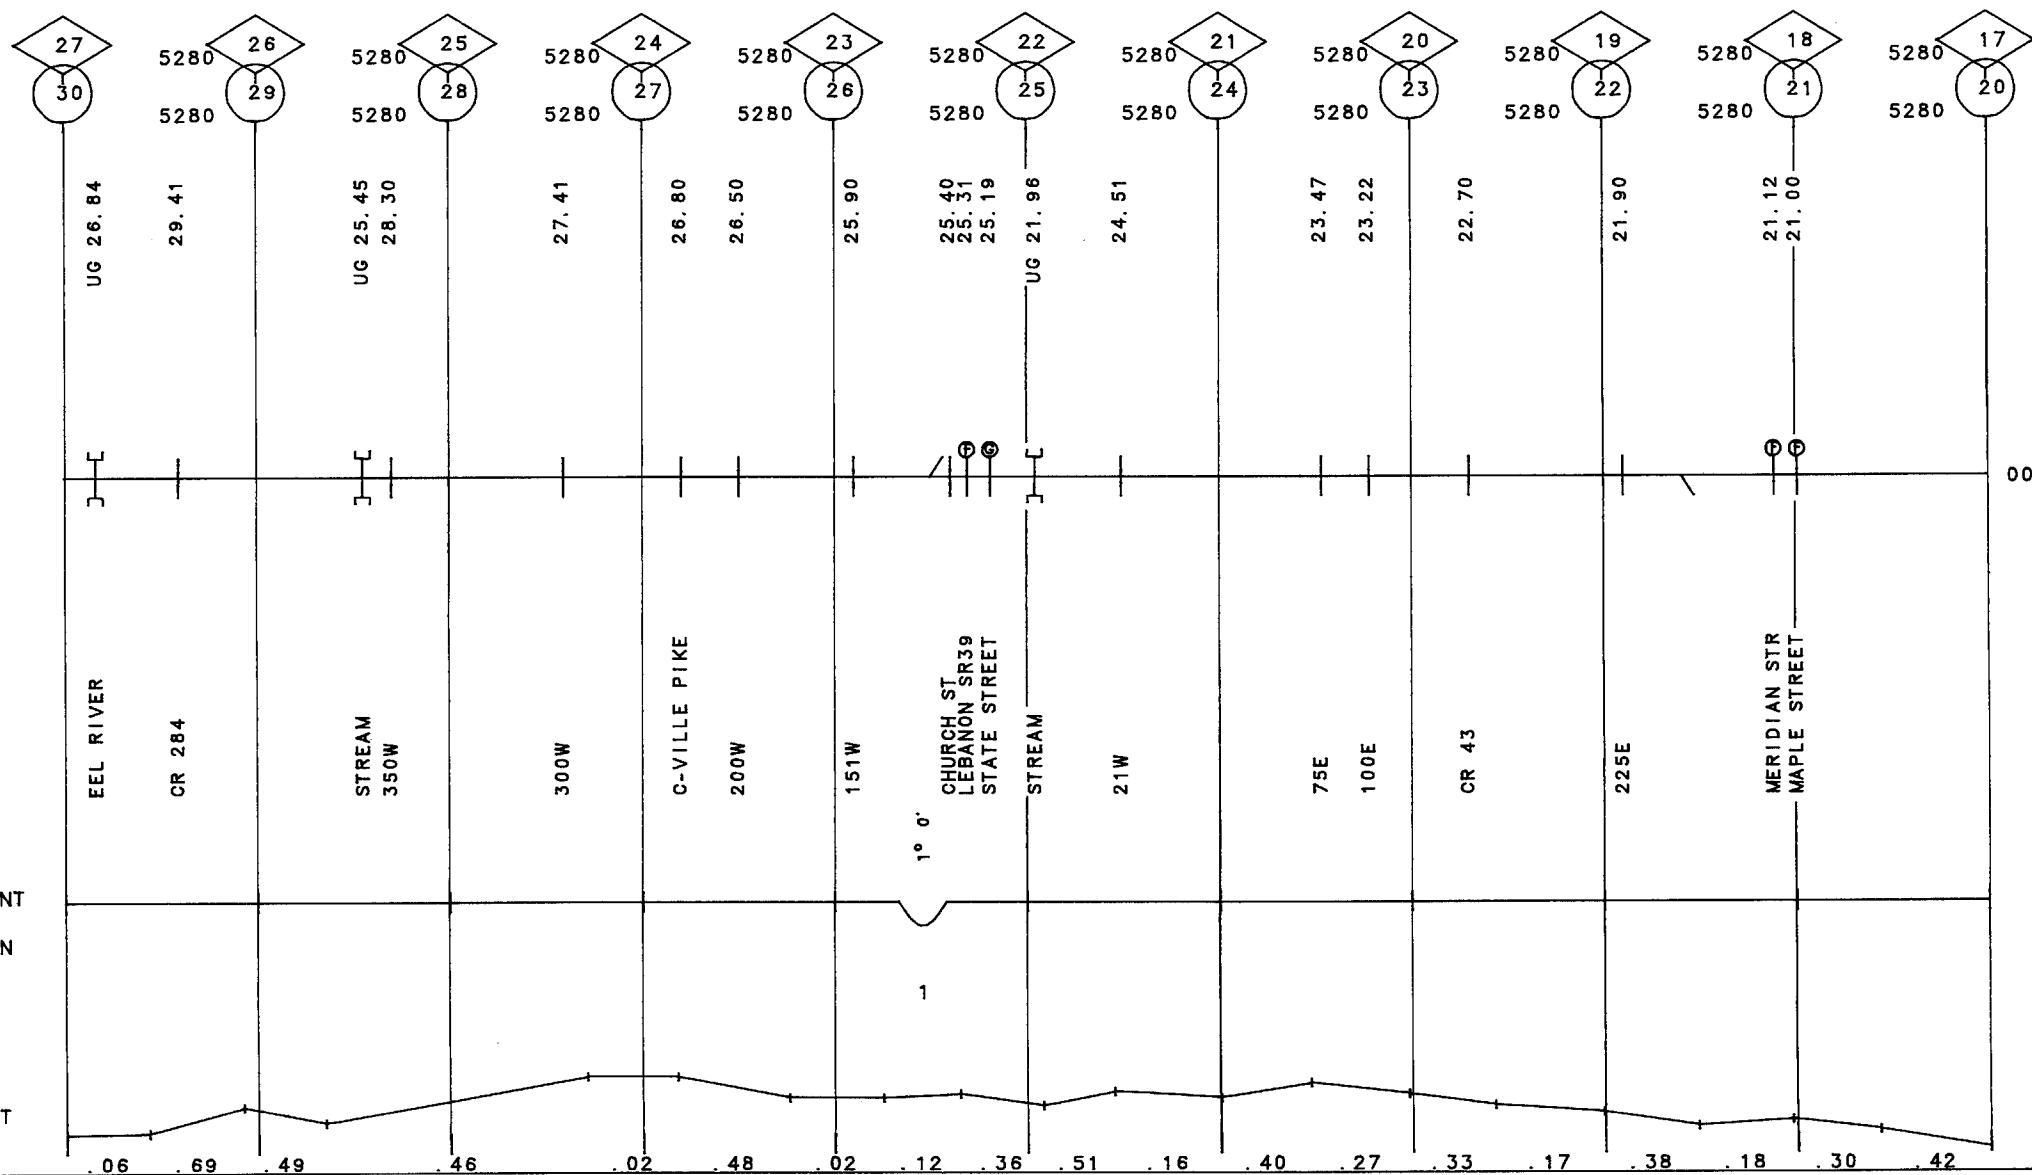 27 26 25 24 23 22 21 20 19 18 17
5280 5280 5280 5280 5280 5280 5280 5280 5280 5280
30 29 28 27 26 25 24 23 22 21 20
5280 5280 5280 5280 5280 5280 5280 5280 5280 5280
UG 26.84
29.41
UG 25.45
28.30
27.41
26.80
26.50
25.90
25.40
25.31
25.19
UG 21.96
24.51
23.47
23.22
22.70
21.90
21.12
21.00
F G F F
00
EEL RIVER
CR 284
STREAM
350W
300W
C-VILLE PIKE
200W
151W
CHURCH ST
LEBANON SR39
STATE STREET
STREAM
21W
75E
100E
CR 43
225E
MERIDIAN STR
MAPLE STREET
1° 0'
NT
N
1
T
.06 .69 .49 .46 .02 .48 .02 .12 .36 .51 .16 .40 .27 .33 .17 .38 .18 .30 .42